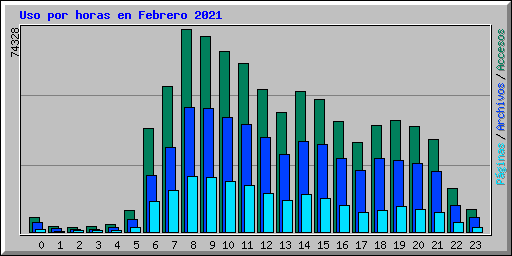 Uso por horas en Febrero 2021
74328
Páginas / Archivos / Accesos
0 1 2 3 4 5 6 7 8 9 10 11 12 13 14 15 16 17 18 19 20 21 22 23